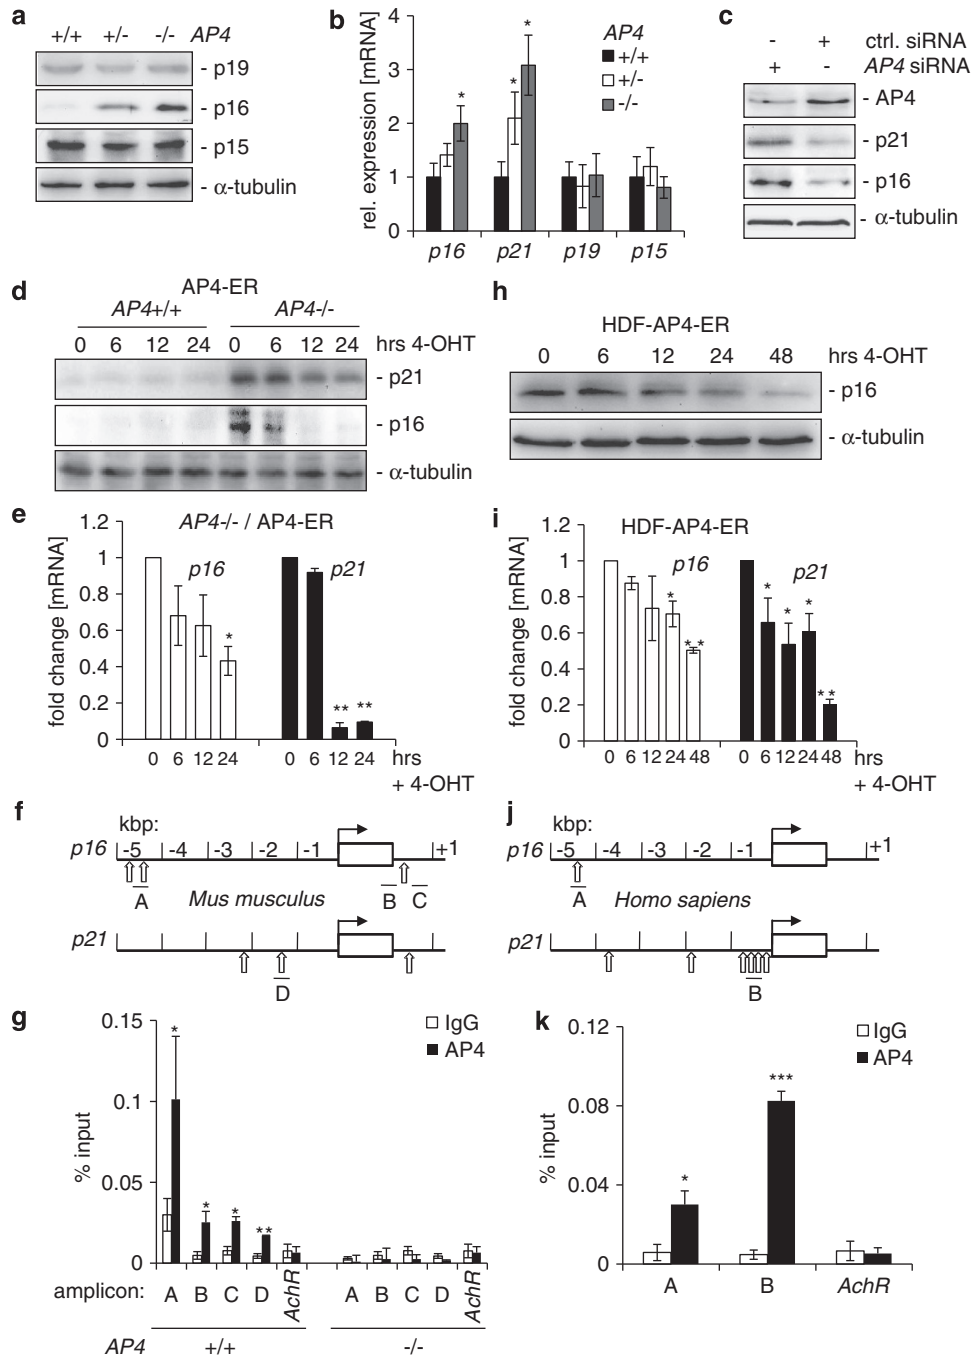 a
+/+ +/- -/- AP4
- p19
- p16
- p15
- α-tubulin
b
rel. expression [mRNA]
4
3
2
1
0
AP4
+/+
+/-
-/-
* * *
p16 p21 p19 p15
c
- + ctrl. siRNA
+ - AP4 siRNA
- AP4
- p21
- p16
- α-tubulin
d
AP4-ER
AP4+/+ AP4-/-
0 6 12 24 0 6 12 24 hrs 4-OHT
- p21
- p16
- α-tubulin
h
HDF-AP4-ER
0 6 12 24 48 hrs 4-OHT
- p16
- α-tubulin
e
AP4-/- / AP4-ER
fold change [mRNA]
1.2
1
0.8
0.6
0.4
0.2
0
p16 p21
* ** **
0 6 12 24 0 6 12 24 hrs
+ 4-OHT
i
HDF-AP4-ER
fold change [mRNA]
1.2
1
0.8
0.6
0.4
0.2
0
p16 p21
* ** * * * **
0 6 12 24 48 0 6 12 24 48 hrs
+ 4-OHT
f
kbp:
p16 -5 -4 -3 -2 -1 +1
A Mus musculus B C
p21
D
j
kbp:
p16 -5 -4 -3 -2 -1 +1
A Homo sapiens
p21
B
g
% input
0.15
0.1
0.05
0
IgG
AP4
* * * **
amplicon: A B C D AchR A B C D AchR
AP4 +/+ -/-
k
% input
0.12
0.08
0.04
0
IgG
AP4
* ***
A B AchR